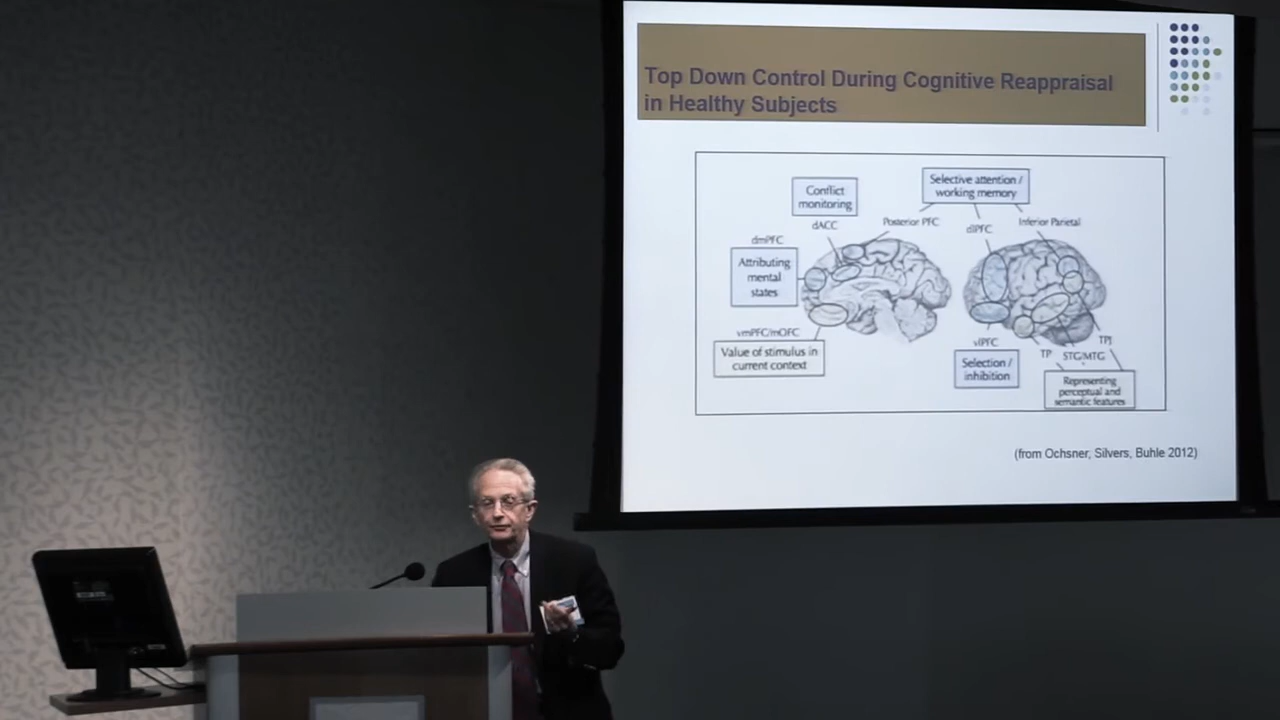 Top Down Control During Cognitive Reappraisal
in Healthy Subjects
Selective attention /
working memory
Conflict
monitoring
dACC
Posterior PFC
dlPFC
Inferior Parietal
dmPFC
Attributing
mental
states
vmPFC/mOFC
Value of stimulus in
current context
vlPFC
Selection /
inhibition
TP
STG/MTG
TPJ
Representing
perceptual and
semantic features
(from Ochsner, Silvers, Buhle 2012)